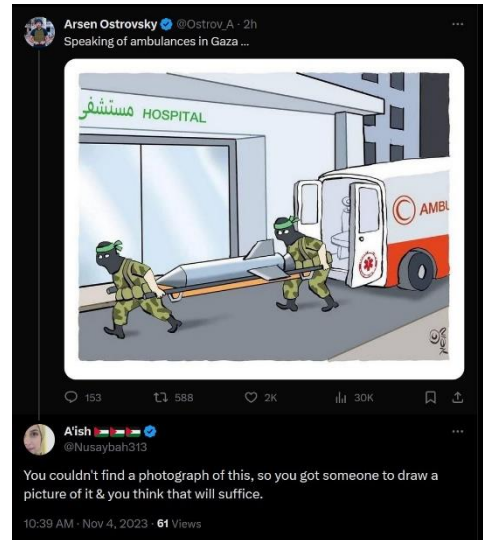 Arsen Ostrovsky @Ostrov_A · 2h
Speaking of ambulances in Gaza ...
مستشفى HOSPITAL
AMBU
153 588 2K 30K
A'ish
@Nusaybah313
You couldn't find a photograph of this, so you got someone to draw a
picture of it & you think that will suffice.
10:39 AM · Nov 4, 2023 · 61 Views